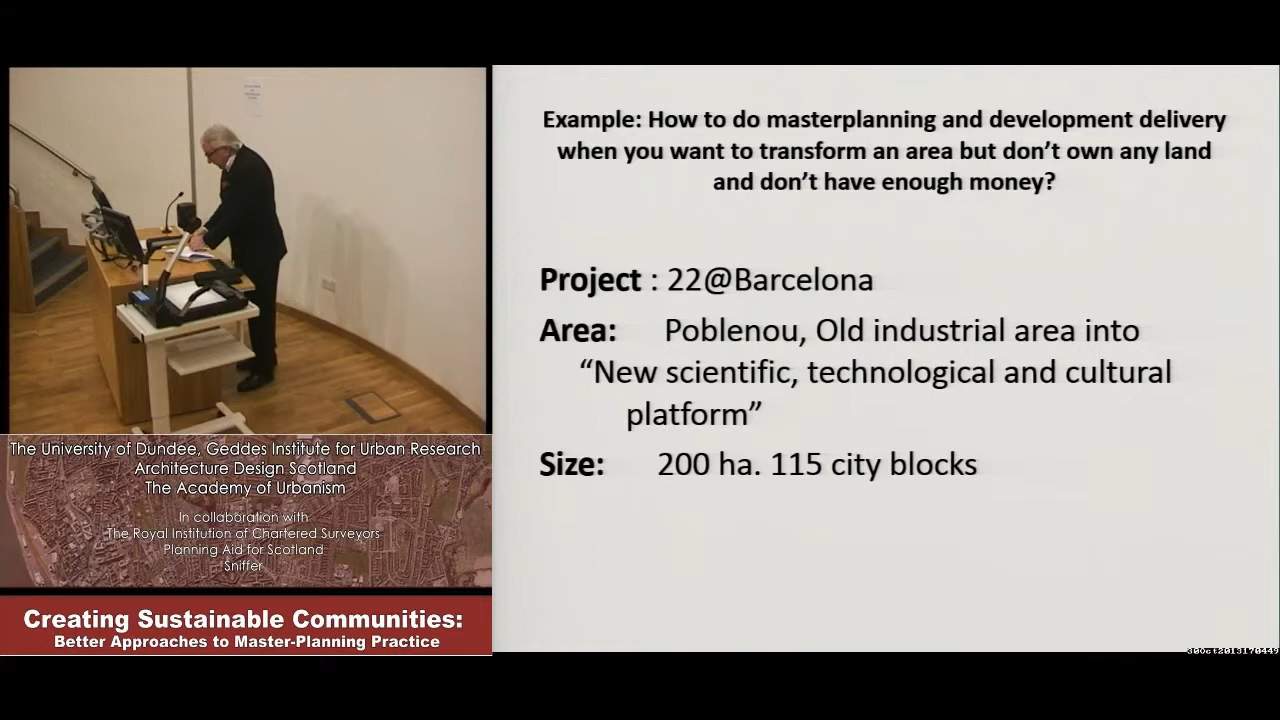 Example: How to do masterplanning and development delivery
when you want to transform an area but don’t own any land
and don’t have enough money?
Project : 22@Barcelona
Area: Poblenou, Old industrial area into
“New scientific, technological and cultural
platform”
Size: 200 ha. 115 city blocks
The University of Dundee, Geddes Institute for Urban Research
Architecture Design Scotland
The Academy of Urbanism
In collaboration with
The Royal Institution of Chartered Surveyors
Planning Aid for Scotland
Sniffer
Creating Sustainable Communities:
Better Approaches to Master-Planning Practice
30Oct2013170449